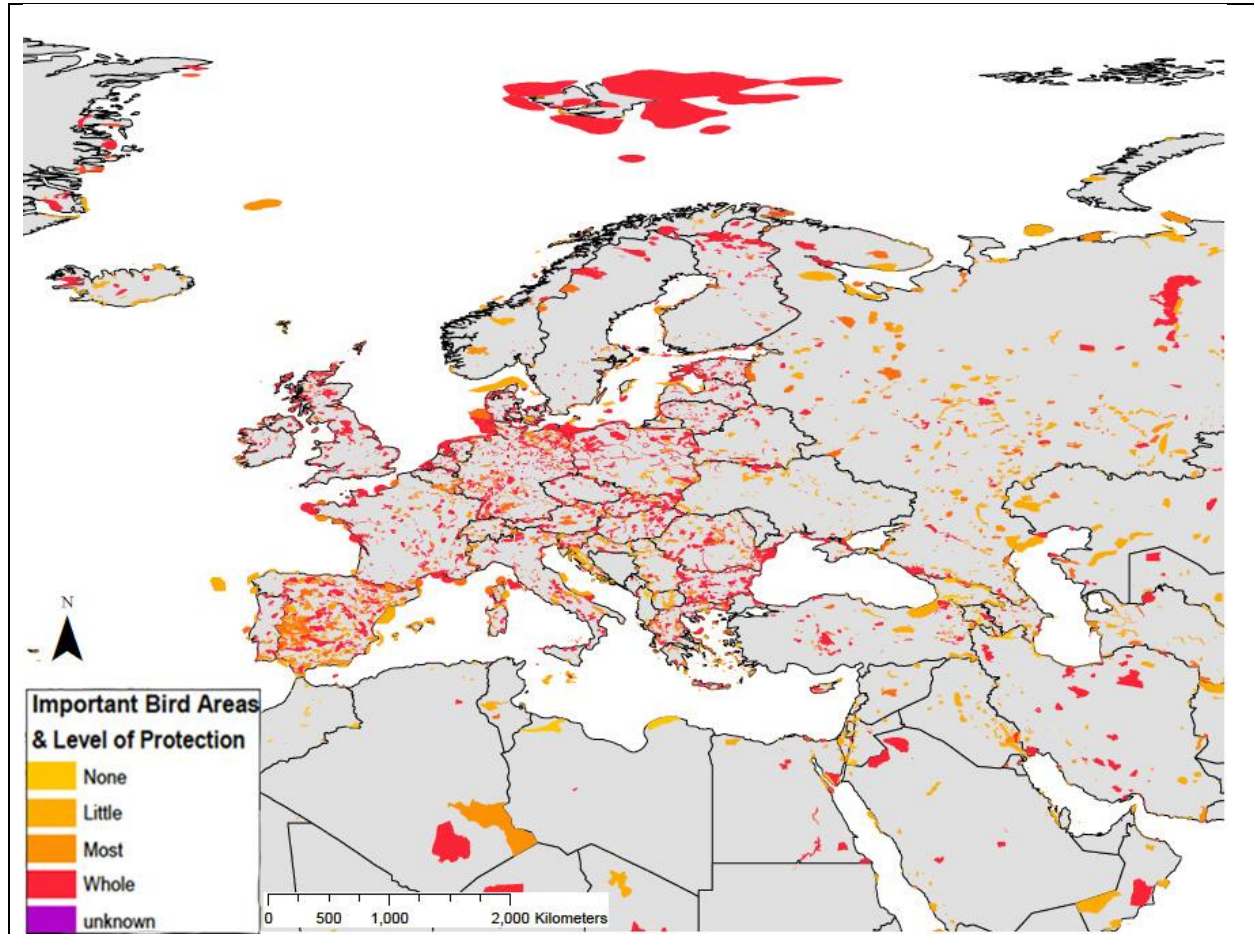 N
Important Bird Areas
& Level of Protection
None
Little
Most
Whole
unknown
0 500 1,000 2,000 Kilometers